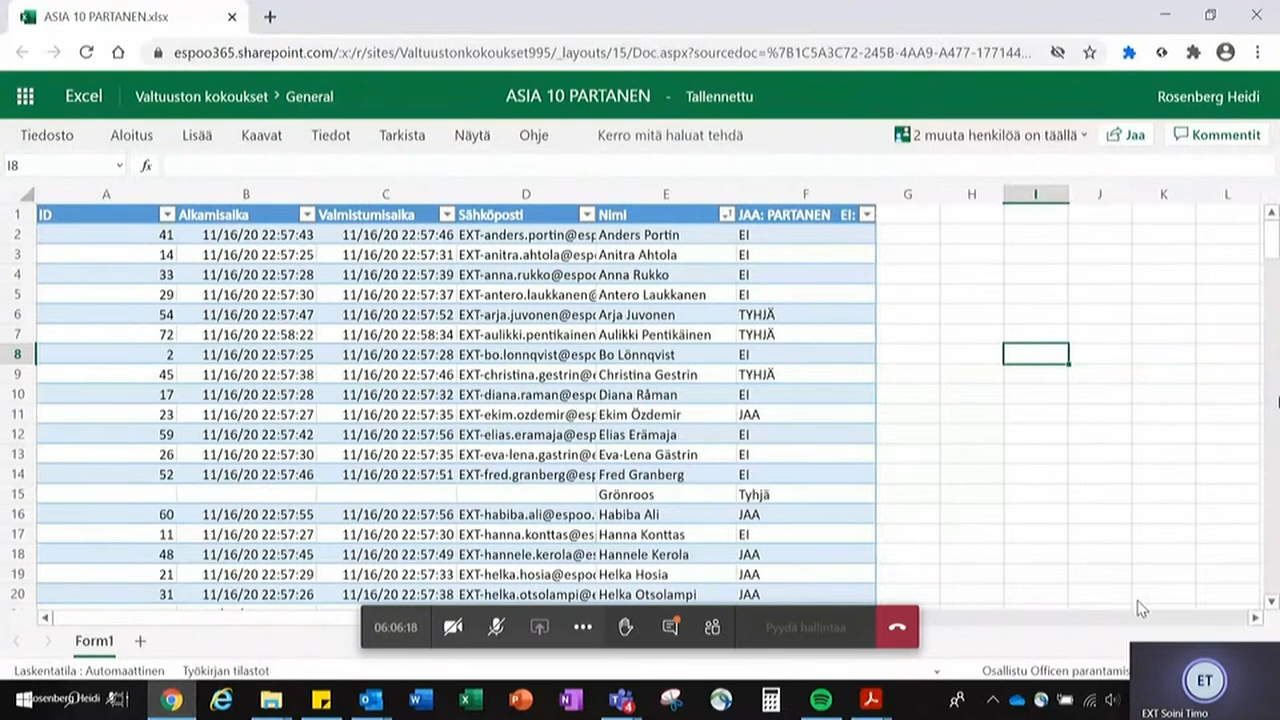 ASIA 10 PARTANEN.xlsx
espoo365.sharepoint.com/:x:/r/sites/Valtuustonkokoukset995/_layouts/15/Doc.aspx?sourcedoc=%7B1C5A3C72-245B-4AA9-A477-177144...
Excel Valtuuston kokoukset > General ASIA 10 PARTANEN - Tallennettu Rosenberg Heidi
Tiedosto Aloitus Lisää Kaavat Tiedot Tarkista Näytä Ohje Kerro mitä haluat tehdä 2 muuta henkilöä on täällä Jaa Kommentit
I8 fx
A B C D E F G H I J K L
1 ID Alkamisaika Valmistumisaika Sähköposti Nimi JAA: PARTANEN EI:
2 41 11/16/20 22:57:43 11/16/20 22:57:46 EXT-anders.portin@esp Anders Portin EI
3 14 11/16/20 22:57:25 11/16/20 22:57:31 EXT-anitra.ahtola@espo Anitra Ahtola EI
4 33 11/16/20 22:57:28 11/16/20 22:57:39 EXT-anna.rukko@espoo Anna Rukko EI
5 29 11/16/20 22:57:30 11/16/20 22:57:37 EXT-antero.laukkanen@ Antero Laukkanen EI
6 54 11/16/20 22:57:47 11/16/20 22:57:52 EXT-arja.juvonen@espo Arja Juvonen TYHJÄ
7 72 11/16/20 22:58:22 11/16/20 22:58:34 EXT-aulikki.pentikainen Aulikki Pentikäinen TYHJÄ
8 2 11/16/20 22:57:25 11/16/20 22:57:28 EXT-bo.lonnqvist@espo Bo Lönnqvist EI
9 45 11/16/20 22:57:38 11/16/20 22:57:46 EXT-christina.gestrin@ Christina Gestrin TYHJÄ
10 17 11/16/20 22:57:28 11/16/20 22:57:32 EXT-diana.raman@espo Diana Råman EI
11 23 11/16/20 22:57:27 11/16/20 22:57:35 EXT-ekim.ozdemir@esp Ekim Özdemir JAA
12 59 11/16/20 22:57:42 11/16/20 22:57:56 EXT-elias.eramaja@esp Elias Erämaja EI
13 26 11/16/20 22:57:30 11/16/20 22:57:35 EXT-eva-lena.gastrin@ Eva-Lena Gästrin EI
14 52 11/16/20 22:57:46 11/16/20 22:57:51 EXT-fred.granberg@es Fred Granberg EI
15 Grönroos Tyhjä
16 60 11/16/20 22:57:55 11/16/20 22:57:56 EXT-habiba.ali@espoo. Habiba Ali JAA
17 11 11/16/20 22:57:27 11/16/20 22:57:30 EXT-hanna.konttas@es Hanna Konttas EI
18 48 11/16/20 22:57:45 11/16/20 22:57:49 EXT-hannele.kerola@e Hannele Kerola JAA
19 21 11/16/20 22:57:29 11/16/20 22:57:33 EXT-helka.hosia@espo Helka Hosia JAA
20 31 11/16/20 22:57:26 11/16/20 22:57:38 EXT-helka.otsolampi@ Helka Otsolampi JAA
06:06:18 Pyydä hallintaa
Form1
Laskentatila : Automaattinen Työkirjan tilastot Osallistu Officen parantamis
ET
Rosenberg Heidi
EXT Soini Timo